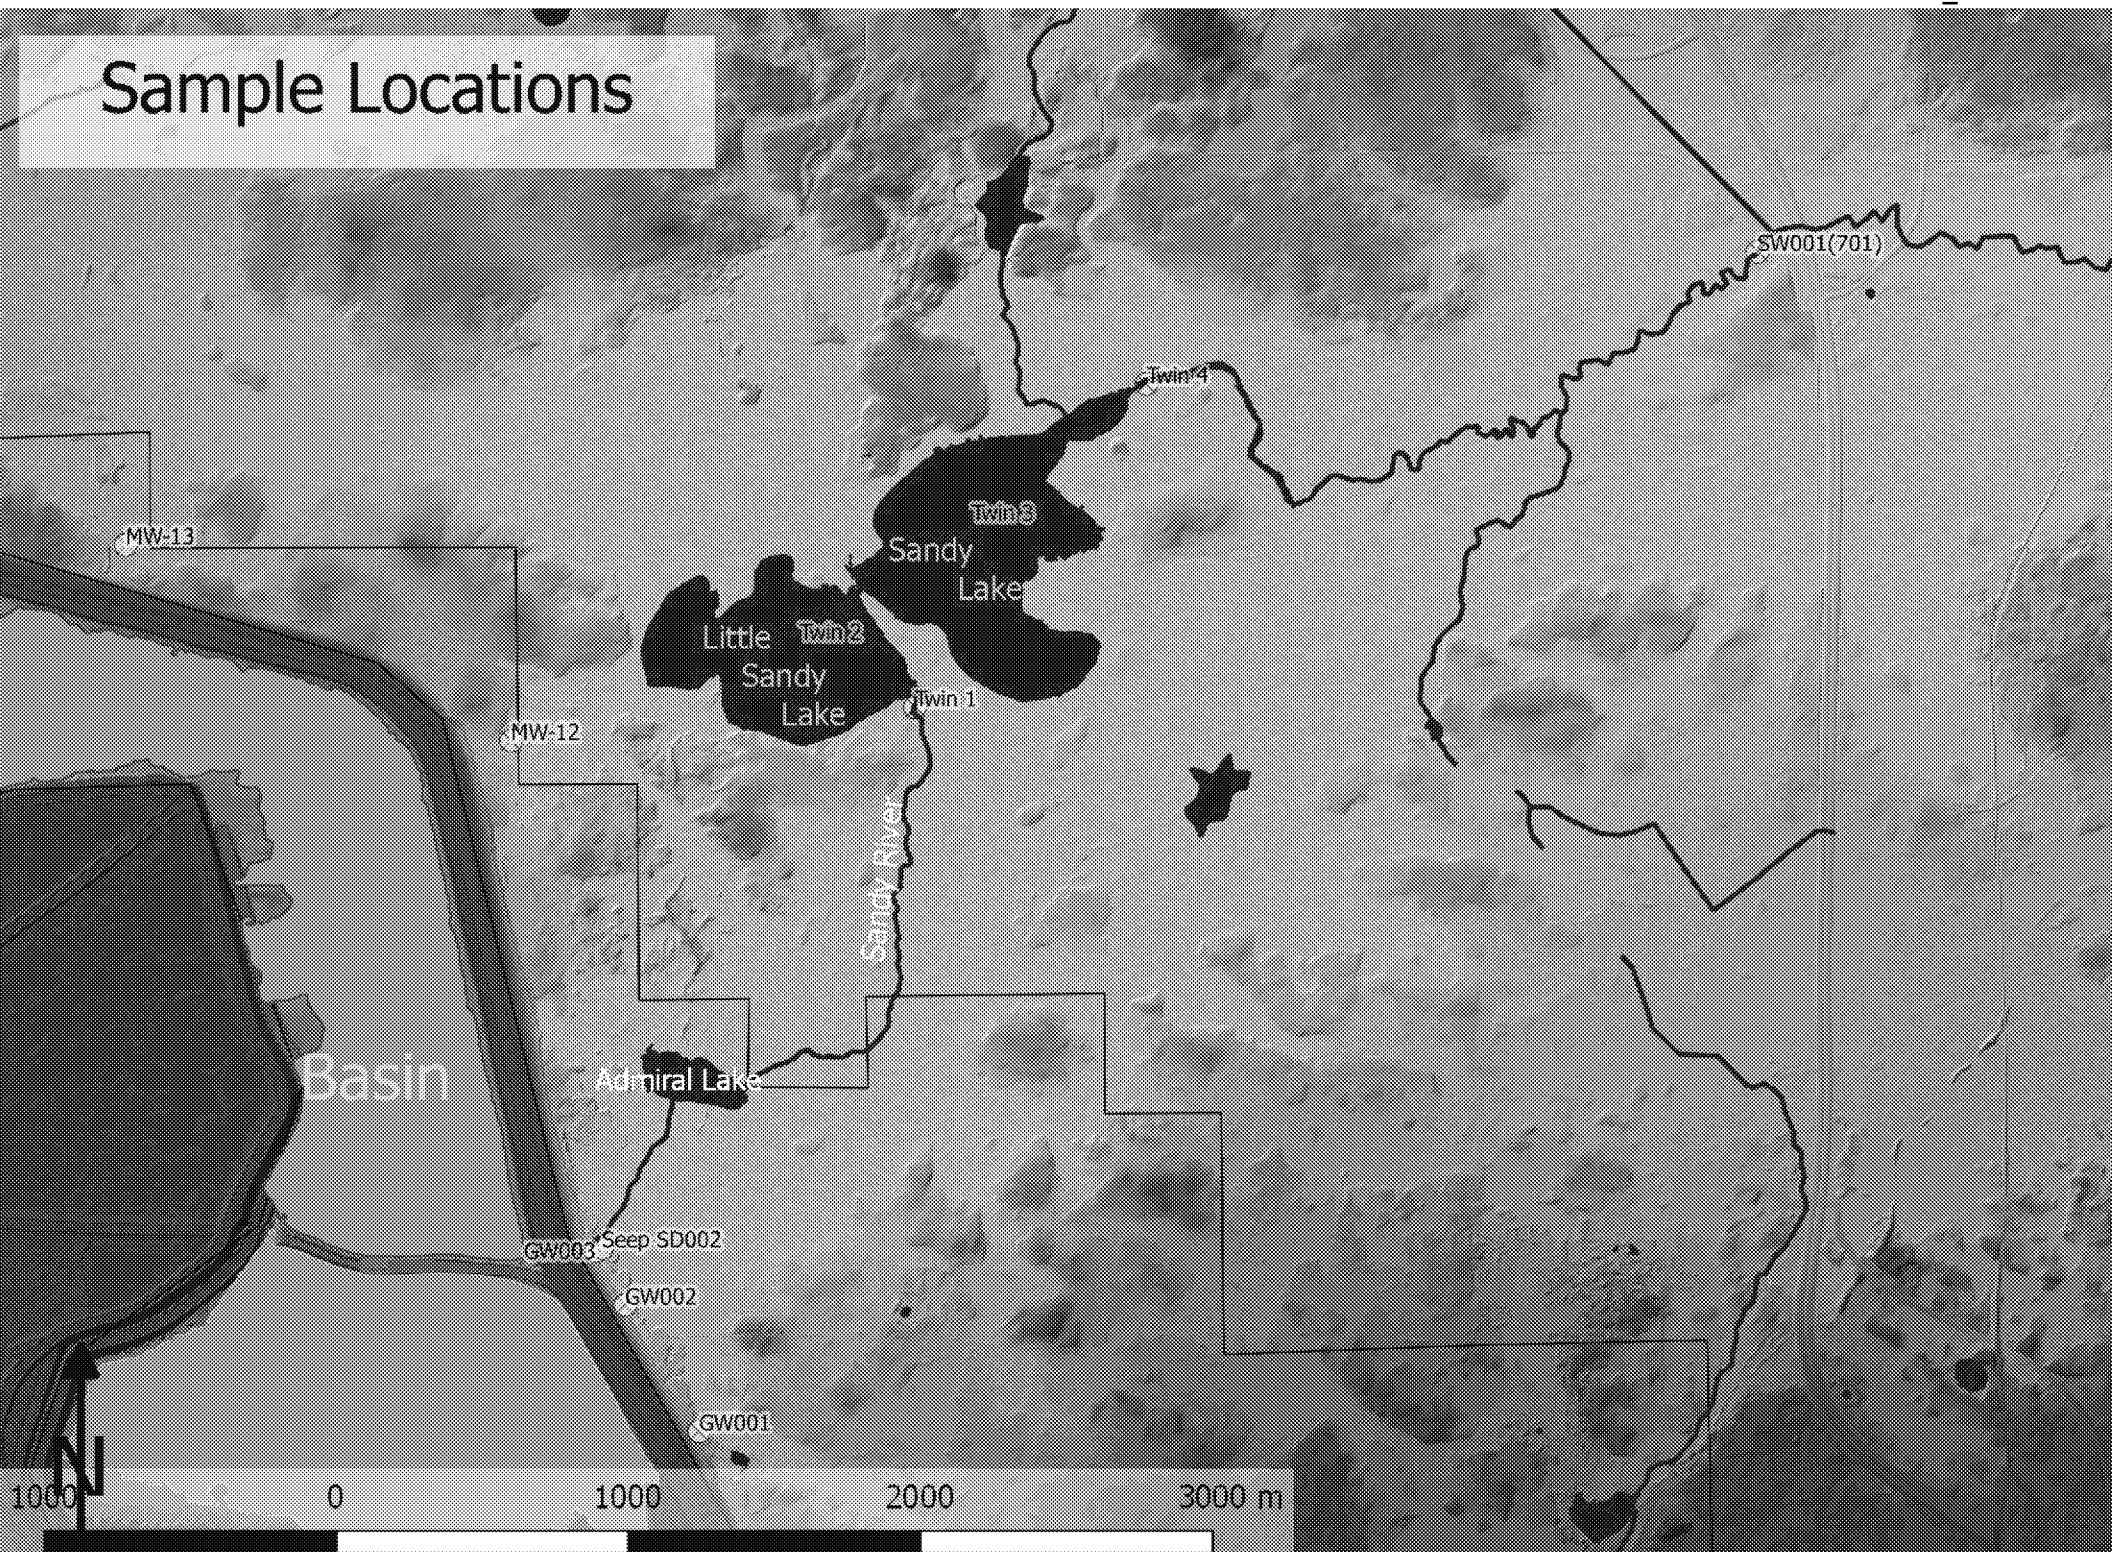 Sample Locations
SW001(701)
Twin 4
Twin 3
MW-13
Sandy
Lake
Little
Twin 2
Sandy
Lake
Twin 1
MW-12
Sandy River
Basin
Admiral Lake
Seep SD002
GW003
GW002
GW001
N
1000 0 1000 2000 3000 m